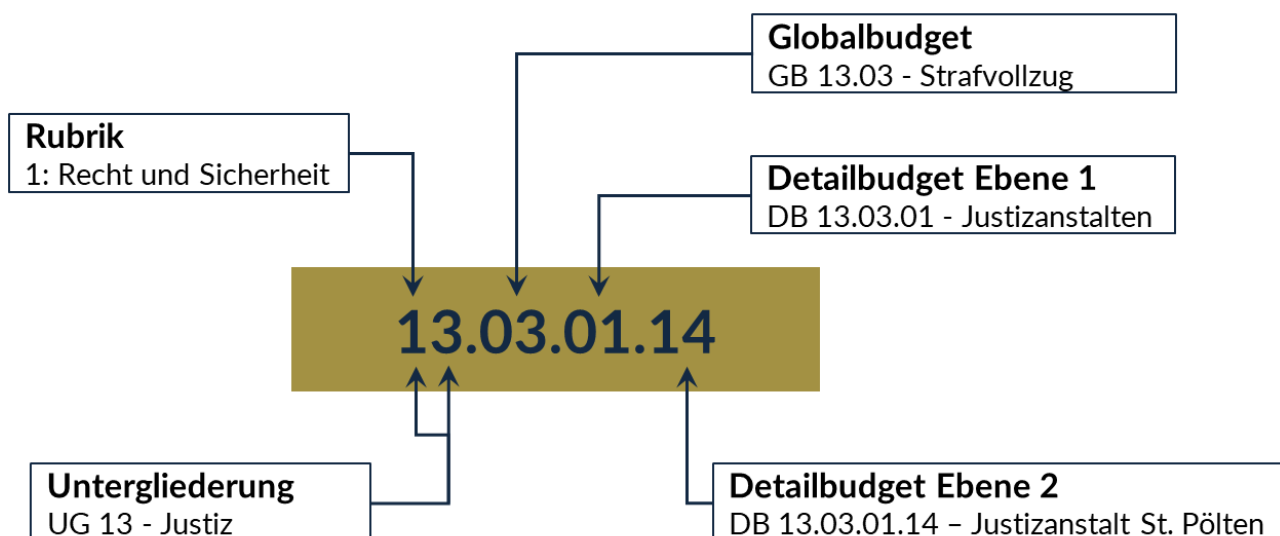 Globalbudget
GB 13.03 - Strafvollzug
Rubrik
1: Recht und Sicherheit
Detailbudget Ebene 1
DB 13.03.01 - Justizanstalten
13.03.01.14
Untergliederung
UG 13 - Justiz
Detailbudget Ebene 2
DB 13.03.01.14 – Justizanstalt St. Pölten